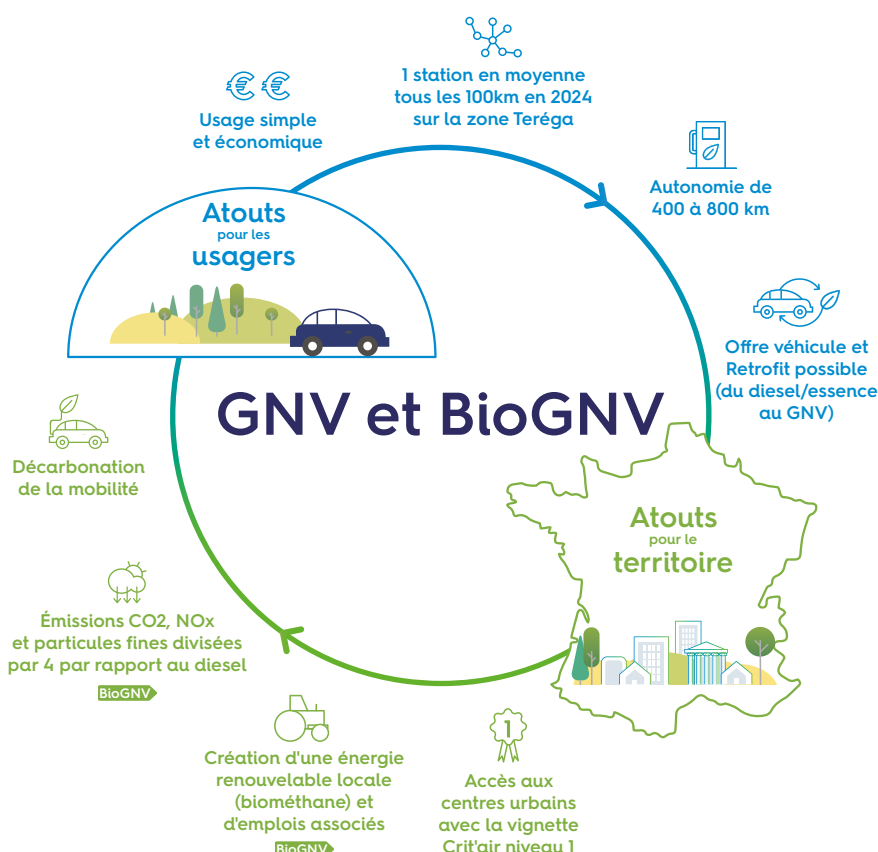 1 station en moyenne
tous les 100km en 2024
sur la zone Teréga
€ €
Usage simple
et économique
Autonomie de
400 à 800 km
Atouts
pour les
usagers
Offre véhicule et
Retrofit possible
(du diesel/essence
au GNV)
GNV et BioGNV
Décarbonation
de la mobilité
Atouts
pour le
territoire
Émissions CO2, NOx
et particules fines divisées
par 4 par rapport au diesel
BioGNV
Création d'une énergie
renouvelable locale
(biométhane) et
d'emplois associés
BioGNV
1
Accès aux
centres urbains
avec la vignette
Crit'air niveau 1